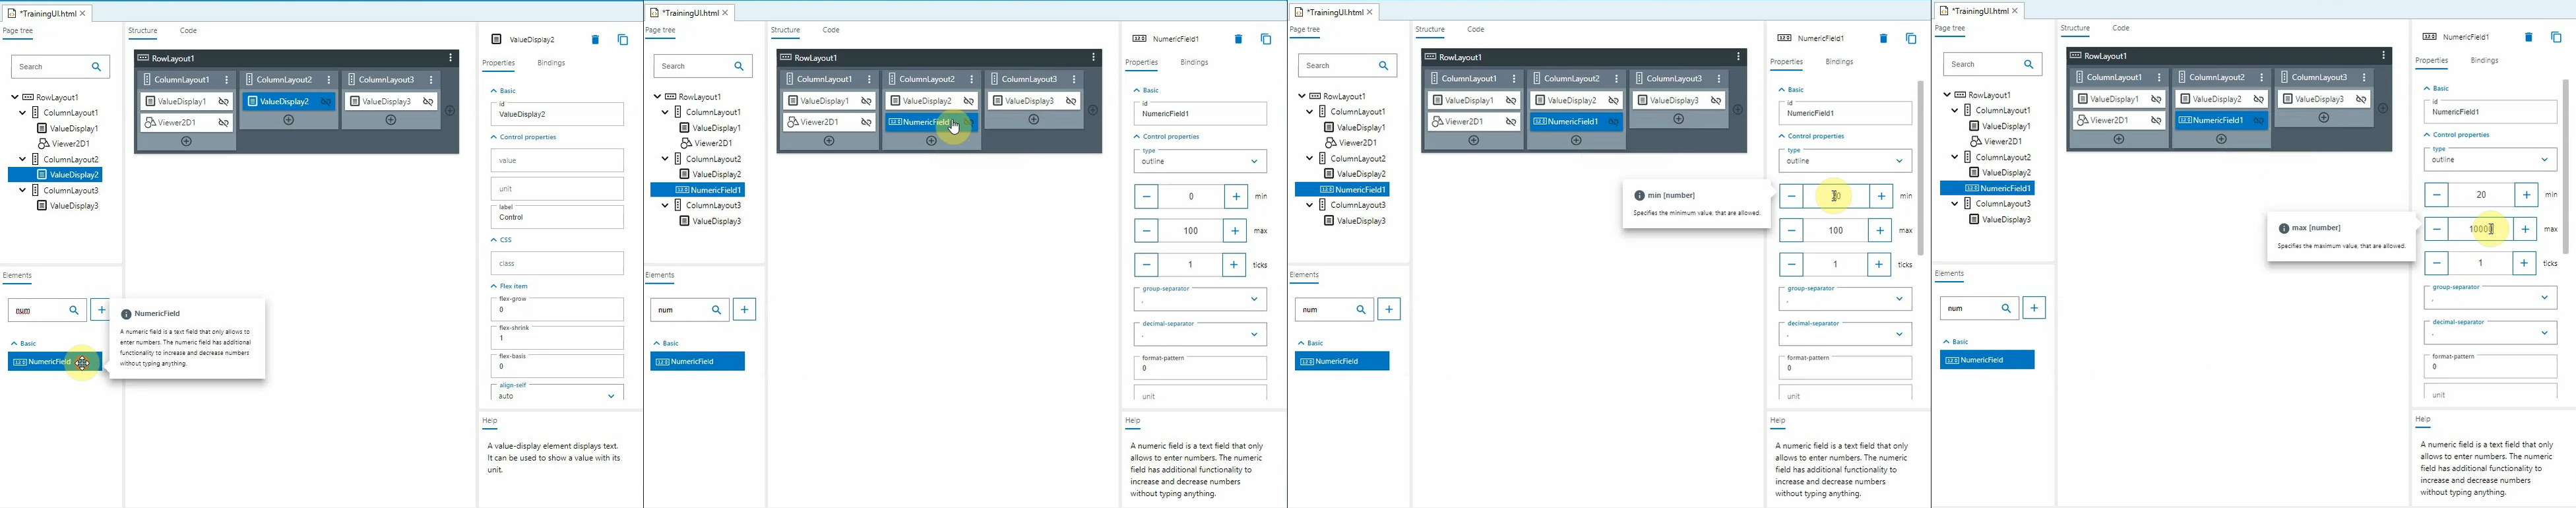 *TrainingUI.html
Page tree
Search
RowLayout1
ColumnLayout1
ValueDisplay1
Viewer2D1
ColumnLayout2
ValueDisplay2
ColumnLayout3
ValueDisplay3
Elements
num
Basic
NumericField
NumericField
A numeric field is a text field that only allows to
enter numbers. The numeric field has additional
functionality to increase and decrease numbers
without typing anything.
Structure
Code
RowLayout1
ColumnLayout1
ColumnLayout2
ColumnLayout3
ValueDisplay1
ValueDisplay2
ValueDisplay3
Viewer2D1
ValueDisplay2
Properties
Bindings
Basic
id
ValueDisplay2
Control properties
value
unit
label
Control
CSS
class
Flex item
flex-grow
0
flex-shrink
1
flex-basis
0
align-self
auto
Help
A value-display element displays text.
It can be used to show a value with its
unit.
*TrainingUI.html
Page tree
Search
RowLayout1
ColumnLayout1
ValueDisplay1
Viewer2D1
ColumnLayout2
ValueDisplay2
NumericField1
ColumnLayout3
ValueDisplay3
Elements
num
Basic
NumericField
Structure
Code
RowLayout1
ColumnLayout1
ColumnLayout2
ColumnLayout3
ValueDisplay1
ValueDisplay2
ValueDisplay3
Viewer2D1
NumericField
NumericField1
Properties
Bindings
Basic
id
NumericField1
Control properties
type
outline
0 min
100 max
1 ticks
group-separator
,
decimal-separator
.
format-pattern
0
unit
Help
A numeric field is a text field that only
allows to enter numbers. The numeric
field has additional functionality to
increase and decrease numbers
without typing anything.
*TrainingUI.html
Page tree
Search
RowLayout1
ColumnLayout1
ValueDisplay1
Viewer2D1
ColumnLayout2
ValueDisplay2
NumericField1
ColumnLayout3
ValueDisplay3
Elements
num
Basic
NumericField
Structure
Code
RowLayout1
ColumnLayout1
ColumnLayout2
ColumnLayout3
ValueDisplay1
ValueDisplay2
ValueDisplay3
Viewer2D1
NumericField1
min [number]
Specifies the minimum value, that are allowed.
NumericField1
Properties
Bindings
Basic
id
NumericField1
Control properties
type
outline
min
100 max
1 ticks
group-separator
,
decimal-separator
.
format-pattern
0
unit
Help
A numeric field is a text field that only
allows to enter numbers. The numeric
field has additional functionality to
increase and decrease numbers
without typing anything.
*TrainingUI.html
Page tree
Search
RowLayout1
ColumnLayout1
ValueDisplay1
Viewer2D1
ColumnLayout2
ValueDisplay2
NumericField1
ColumnLayout3
ValueDisplay3
Elements
num
Basic
NumericField
Structure
Code
RowLayout1
ColumnLayout1
ColumnLayout2
ColumnLayout3
ValueDisplay1
ValueDisplay2
ValueDisplay3
Viewer2D1
NumericField1
max [number]
Specifies the maximum value, that are allowed.
NumericField1
Properties
Bindings
Basic
id
NumericField1
Control properties
type
outline
20 min
max
1 ticks
group-separator
,
decimal-separator
.
format-pattern
0
unit
Help
A numeric field is a text field that only
allows to enter numbers. The numeric
field has additional functionality to
increase and decrease numbers
without typing anything.